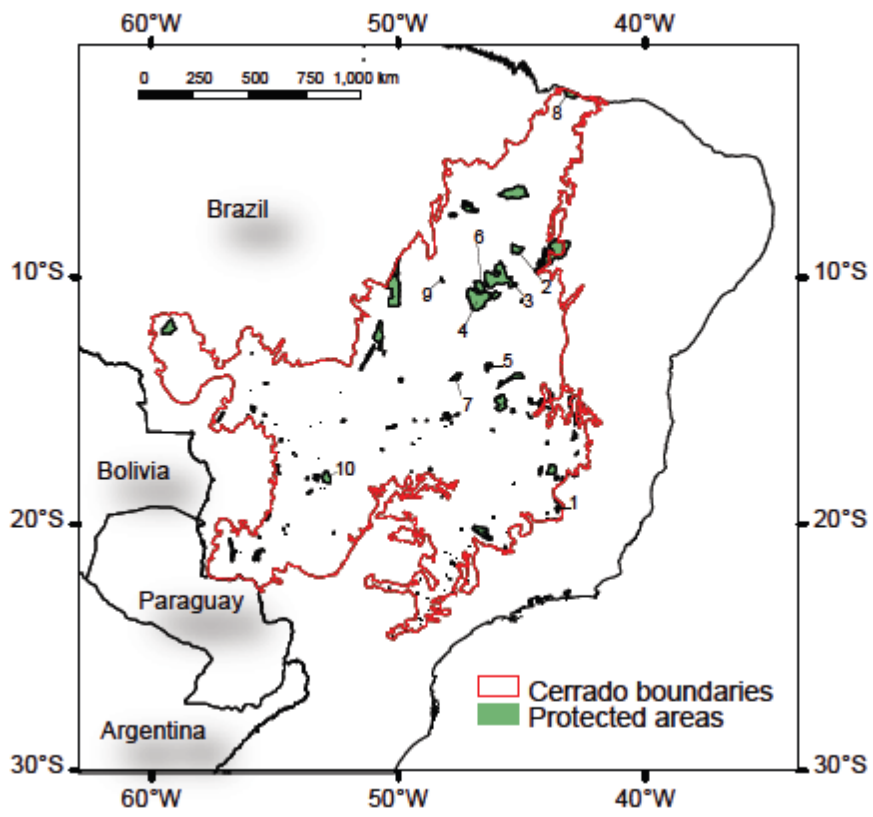 60°W 50°W 40°W
0 250 500 750 1,000 km
8
Brazil
6
10°S 10°S
9 2
3
4
5
7
Bolivia 10
1
20°S 20°S
Paraguay
Cerrado boundaries
Protected areas
Argentina
30°S 30°S
60°W 50°W 40°W